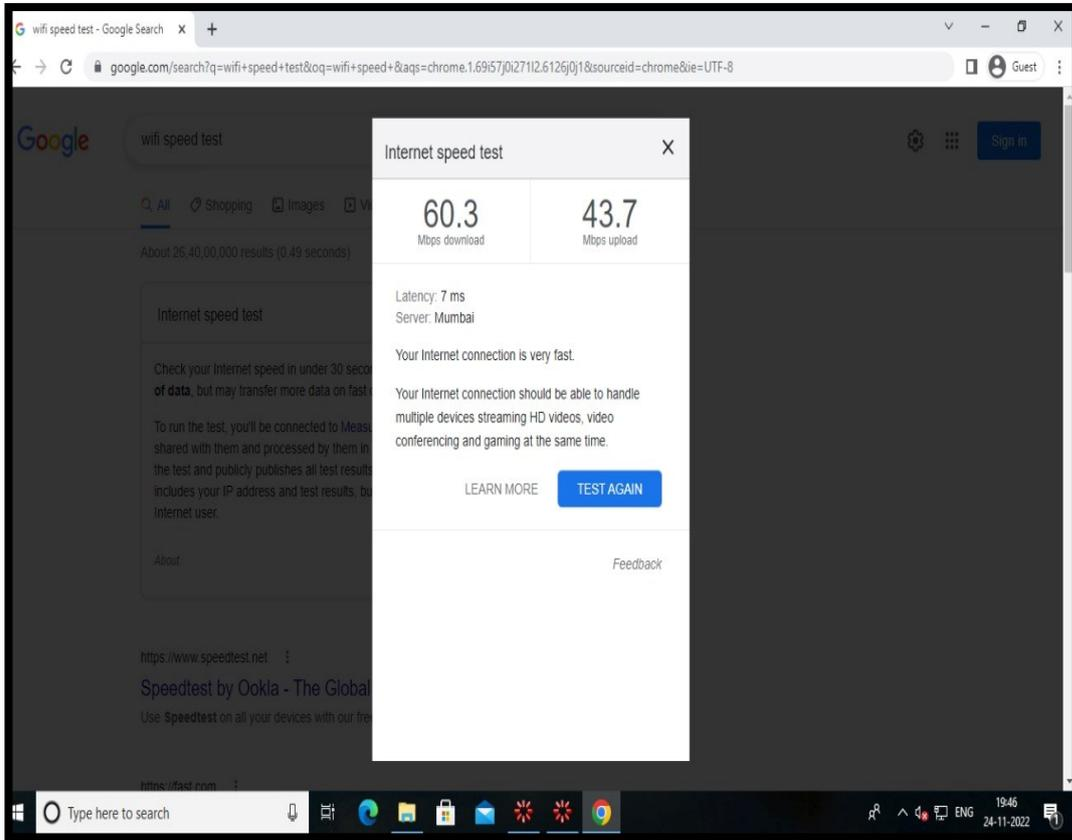 wifi speed test - Google Search
google.com/search?q=wifi+speed+test&oq=wifi+speed+&aqs=chrome.1.69i57j0i271l2.6126j0j1&sourceid=chrome&ie=UTF-8
Guest
Google
wifi speed test
Sign in
All Shopping Images
About 26,40,00,000 results (0.49 seconds)
Internet speed test
Check your Internet speed in under 30
of data, but may transfer more data on fast
To run the test, you'll be connected to
shared with them and processed by them in
the test and publicly publishes all test results
includes your IP address and test results,
Internet user.
About
https://www.speedtest.net
Speedtest by Ookla - The Global
Use Speedtest on all your devices with our
https://fast.com
Internet speed test
60.3
Mbps download
43.7
Mbps upload
Latency: 7 ms
Server: Mumbai
Your Internet connection is very fast.
Your Internet connection should be able to handle
multiple devices streaming HD videos, video
conferencing and gaming at the same time.
LEARN MORE
TEST AGAIN
Feedback
Type here to search
ENG
19:46
24-11-2022
1